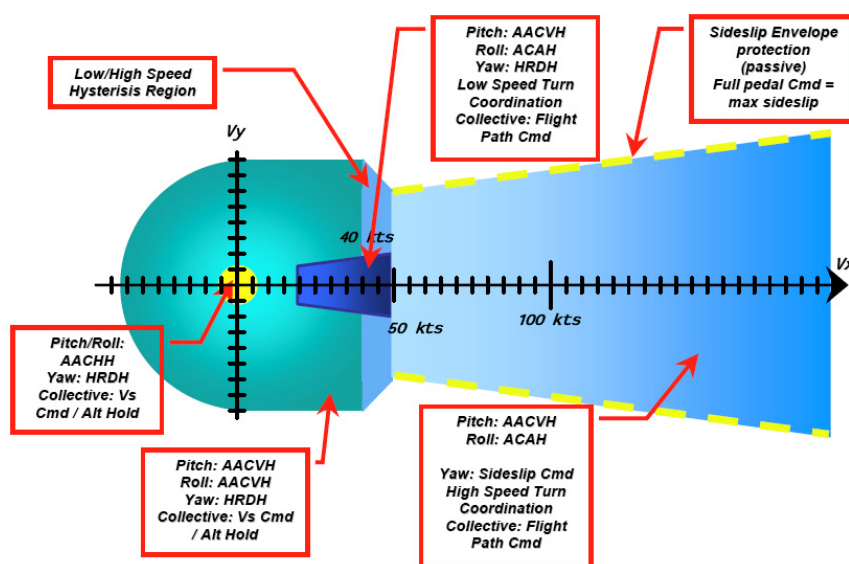 Low/High Speed
Hysterisis Region
Pitch: AACVH
Roll: ACAH
Yaw: HRDH
Low Speed Turn
Coordination
Collective: Flight
Path Cmd
Sideslip Envelope
protection
(passive)
Full pedal Cmd =
max sideslip
Vy
40 kts
Vx
50 kts
100 kts
Pitch/Roll:
AACHH
Yaw: HRDH
Collective: Vs
Cmd / Alt Hold
Pitch: AACVH
Roll: AACVH
Yaw: HRDH
Collective: Vs Cmd
/ Alt Hold
Pitch: AACVH
Roll: ACAH
Yaw: Sideslip Cmd
High Speed Turn
Coordination
Collective: Flight
Path Cmd